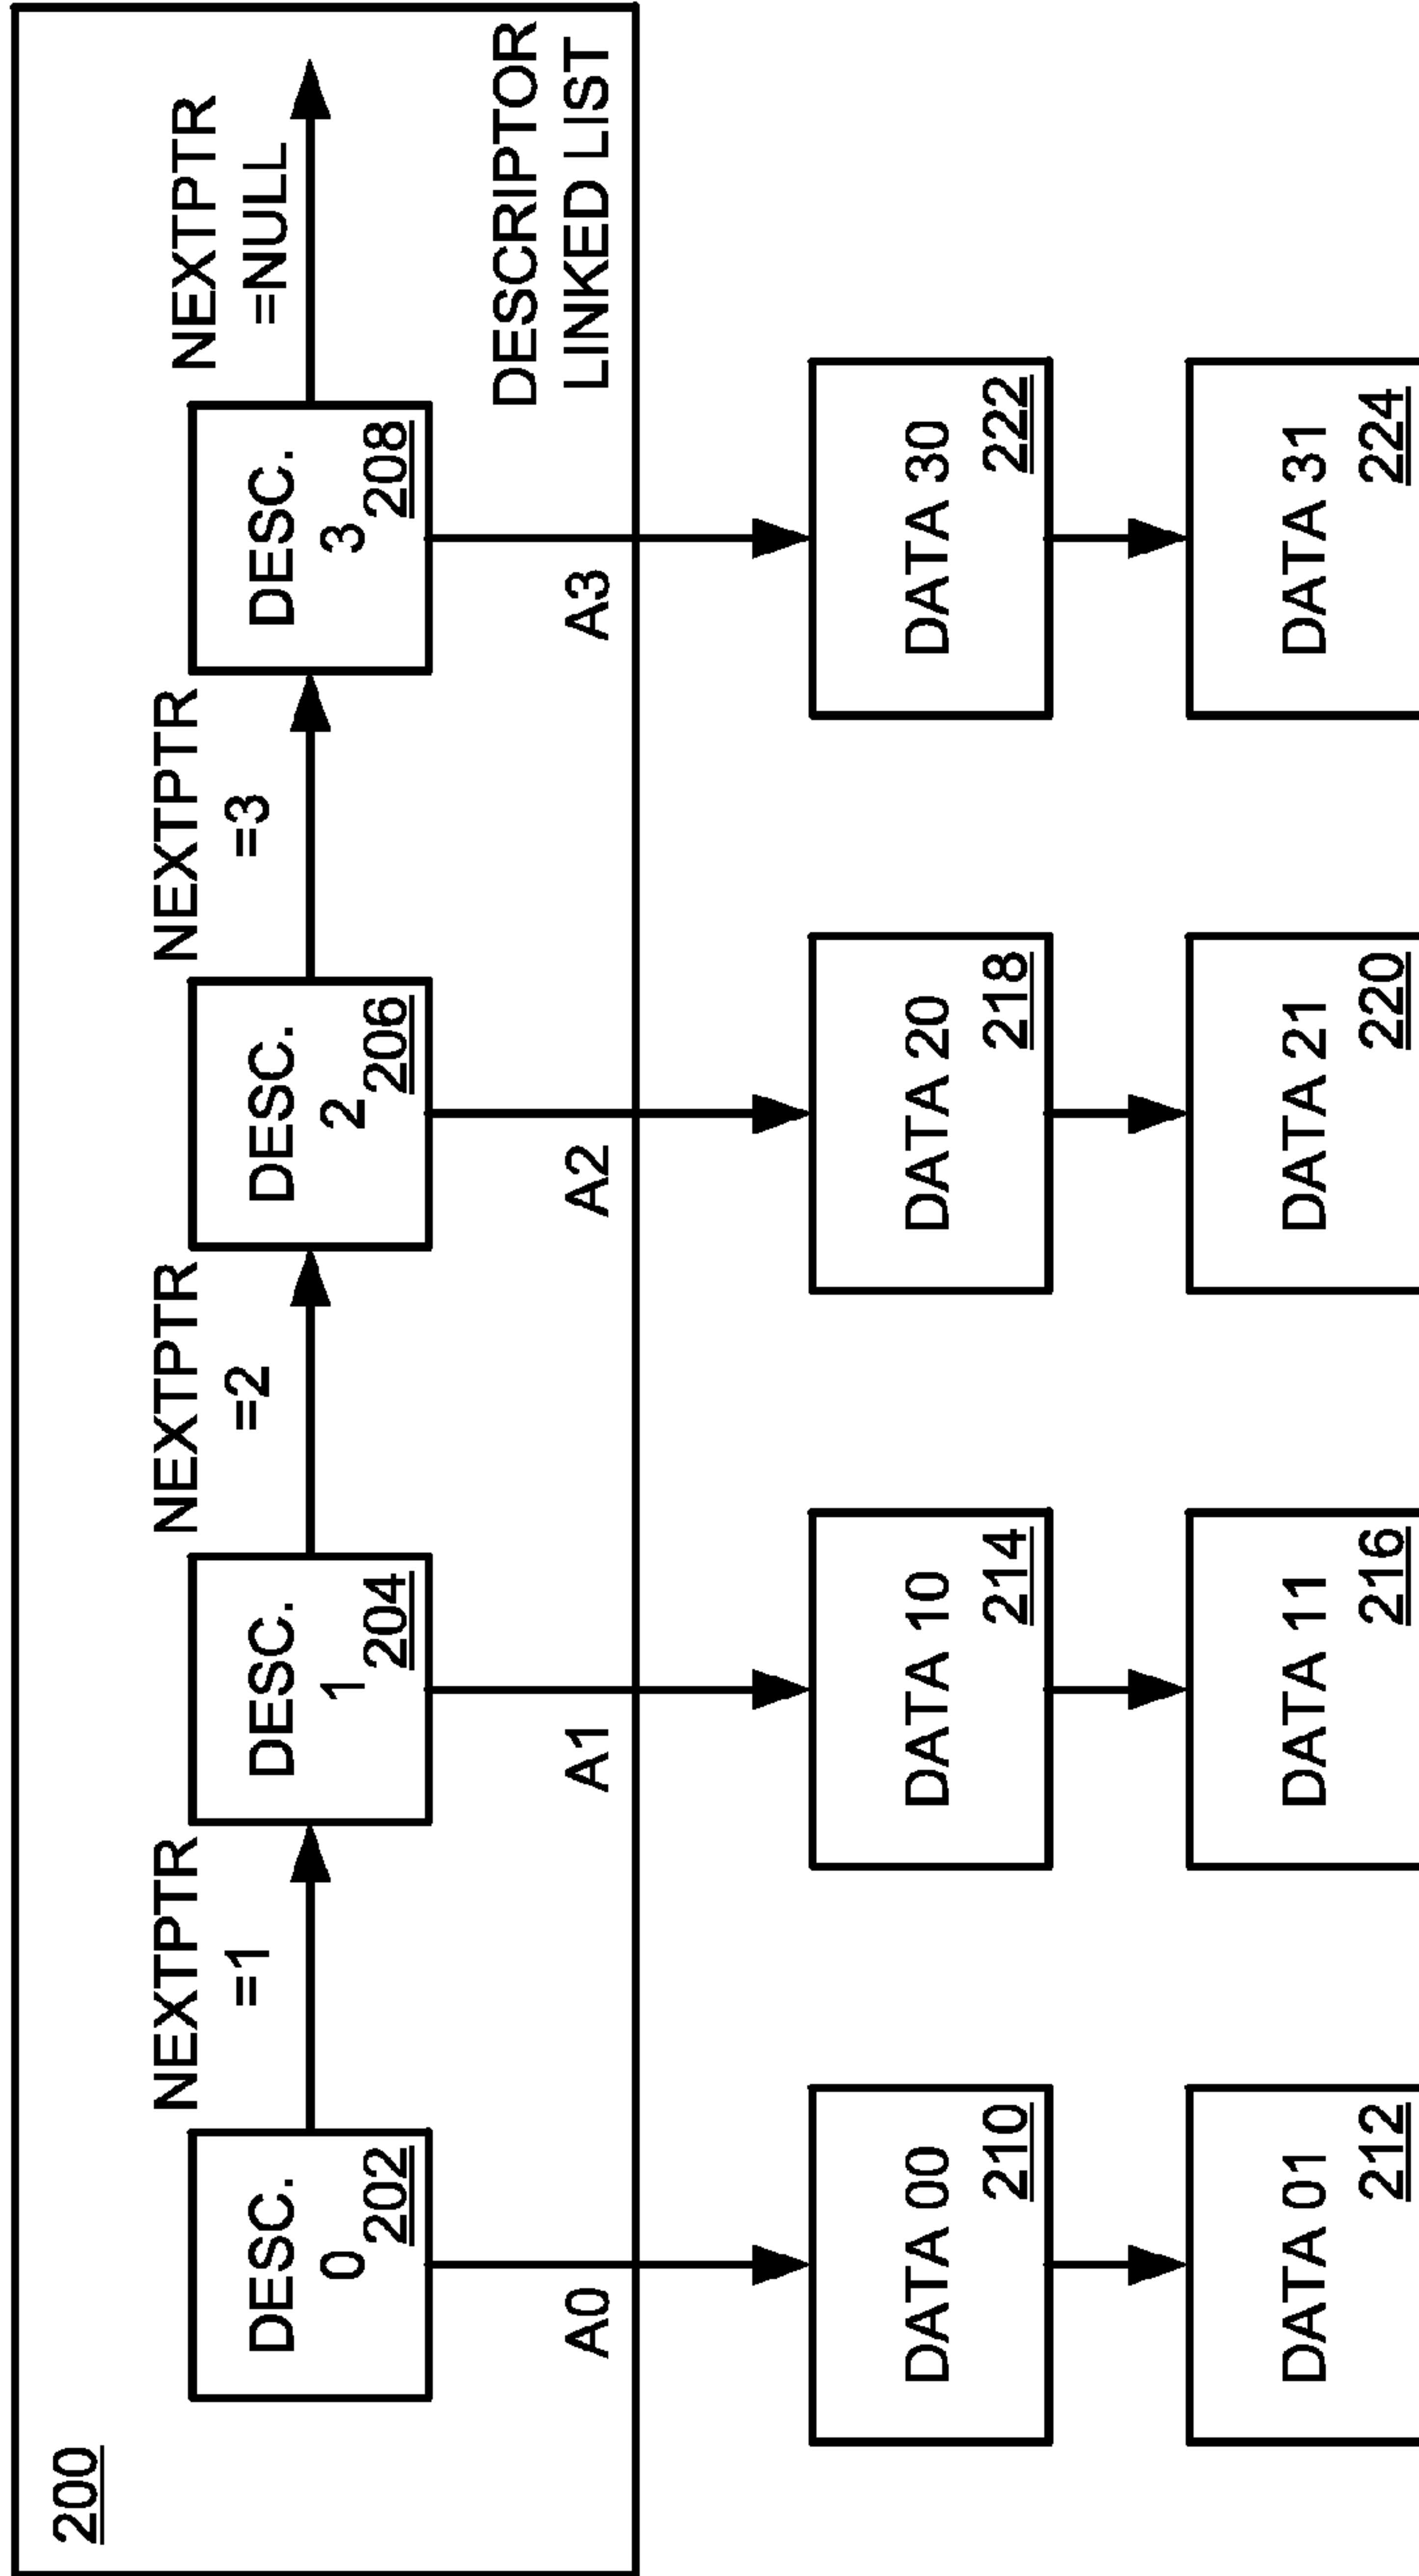 200
NEXTPTR
=1
NEXTPTR
=2
NEXTPTR
=3
NEXTPTR
=NULL
DESC.
0
202
DESC.
1
204
DESC.
2
206
DESC.
3
208
DESCRIPTOR
LINKED LIST
A0
A1
A2
A3
DATA 00
210
DATA 10
214
DATA 20
218
DATA 30
222
DATA 01
212
DATA 11
216
DATA 21
220
DATA 31
224